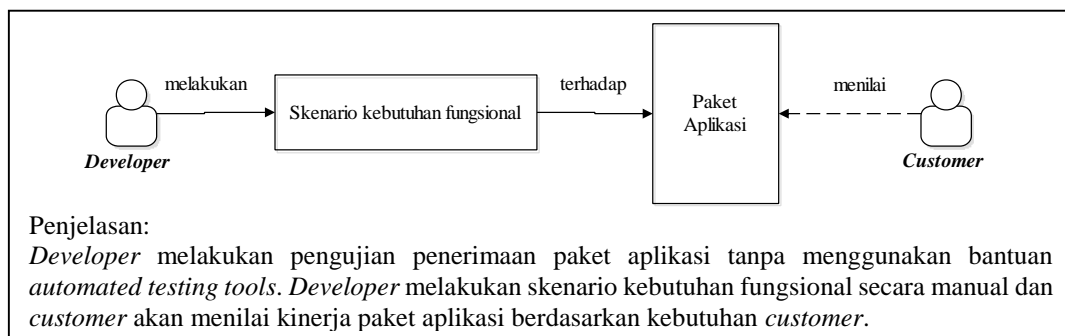 melakukan
terhadap
menilai
Skenario kebutuhan fungsional
Paket
Aplikasi
Developer
Customer
Penjelasan:
Developer melakukan pengujian penerimaan paket aplikasi tanpa menggunakan bantuan
automated testing tools. Developer melakukan skenario kebutuhan fungsional secara manual dan
customer akan menilai kinerja paket aplikasi berdasarkan kebutuhan customer.